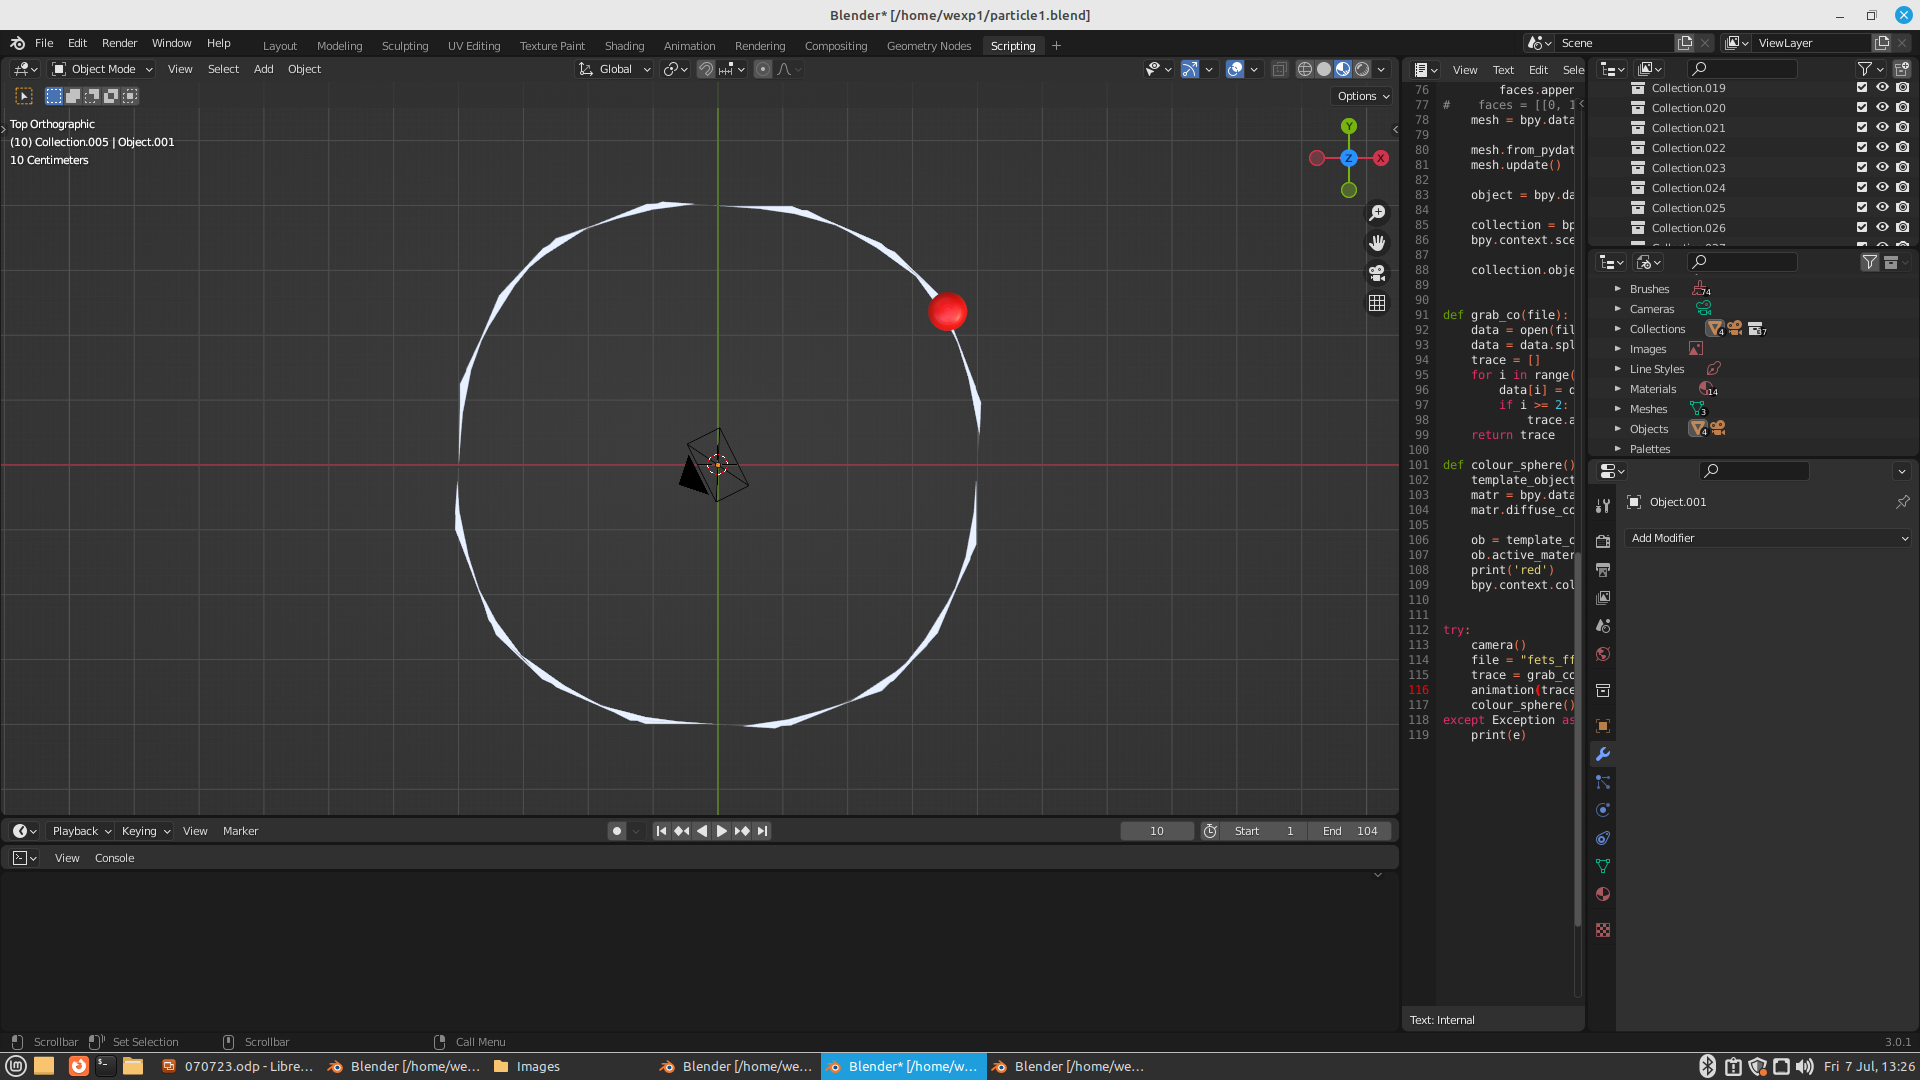 Blender* [/home/wexp1/particle1.blend]
File Edit Render Window Help
Layout Modeling Sculpting UV Editing Texture Paint Shading Animation Rendering Compositing Geometry Nodes Scripting +
Scene
ViewLayer
Object Mode View Select Add Object
Global
Options
Top Orthographic
(10) Collection.005 | Object.001
10 Centimeters
Y
Z
X
View Text Edit Sele
76 faces.apper
77 # faces = [[0, 1
78 mesh = bpy.data
79
80 mesh.from_pydat
81 mesh.update()
82
83 object = bpy.da
84
85 collection = bp
86 bpy.context.sce
87
88 collection.obje
89
90
91 def grab_co(file):
92 data = open(fil
93 data = data.spl
94 trace = []
95 for i in range(
96 data[i] = d
97 if i >= 2:
98 trace.a
99 return trace
100
101 def colour_sphere()
102 template_object
103 matr = bpy.data
104 matr.diffuse_co
105
106 ob = template_o
107 ob.active_mater
108 print('red')
109 bpy.context.col
110
111
112 try:
113 camera()
114 file = "fets_ff
115 trace = grab_co
116 animation(trace
117 colour_sphere()
118 except Exception as
119 print(e)
Text: Internal
Collection.019
Collection.020
Collection.021
Collection.022
Collection.023
Collection.024
Collection.025
Collection.026
Brushes 74
Cameras
Collections 4 37
Images
Line Styles
Materials 14
Meshes 3
Objects 4
Palettes
Object.001
Add Modifier
Playback Keying View Marker
10
Start 1
End 104
View Console
Scrollbar Set Selection Scrollbar Call Menu
3.0.1
070723.odp - Libre...
Blender [/home/we...
Images
Blender [/home/we...
Blender* [/home/w...
Blender [/home/we...
Fri 7 Jul, 13:26